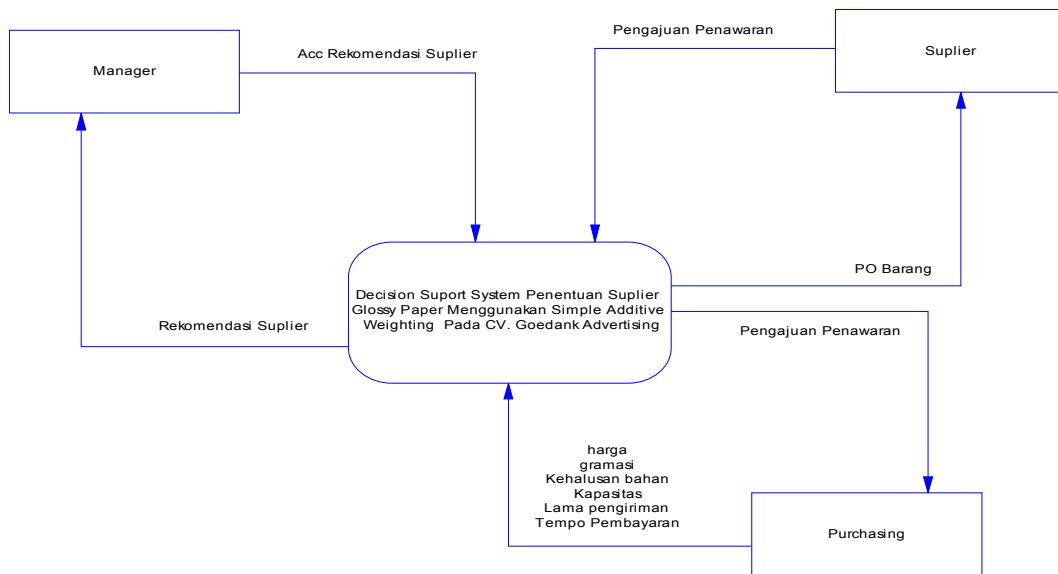 Pengajuan Penawaran
Suplier
Acc Rekomendasi Suplier
Manager
PO Barang
Decision Suport System Penentuan Suplier
Glossy Paper Menggunakan Simple Additive
Weighting Pada CV. Goedank Advertising
Rekomendasi Suplier
Pengajuan Penawaran
harga
gramasi
Kehalusan bahan
Kapasitas
Lama pengiriman
Tempo Pembayaran
Purchasing